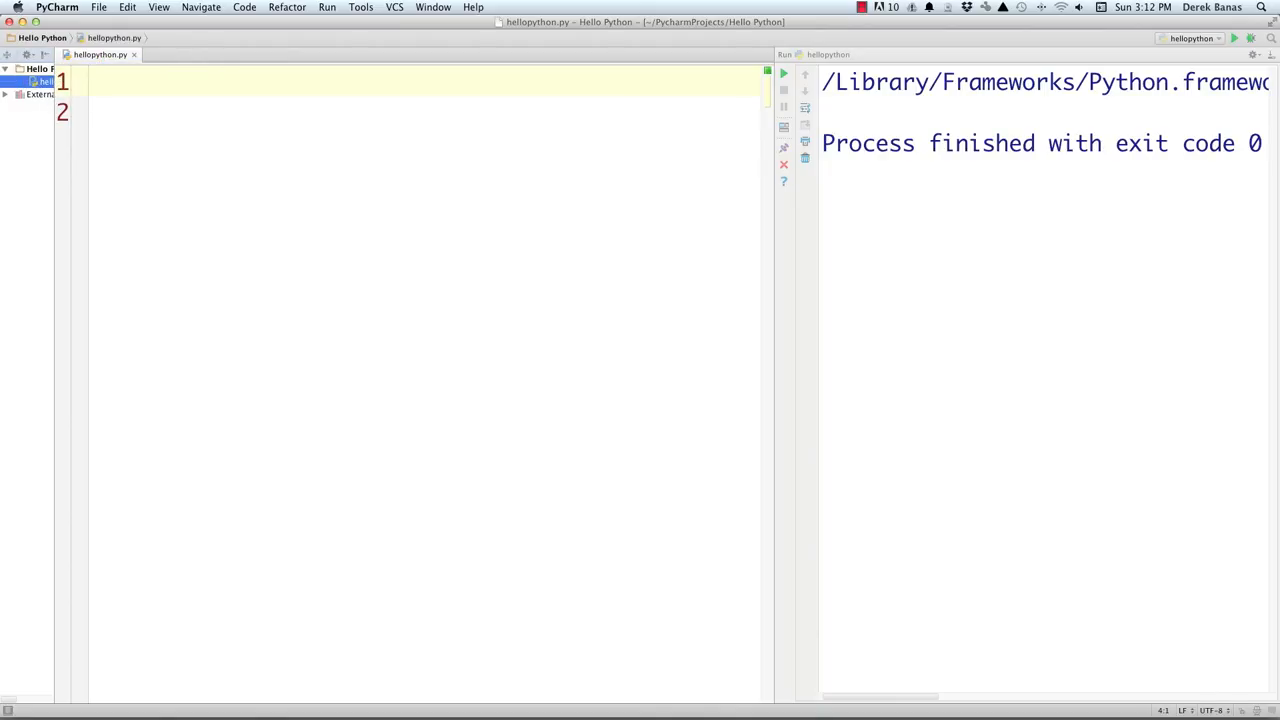 PyCharm File Edit View Navigate Code Refactor Run Tools VCS Window Help 10 Sun 3:12 PM Derek Banas
hellopython.py – Hello Python – [~/PycharmProjects/Hello Python]
Hello Python hellopython.py hellopython
hellopython.py Run hellopython
Hello P
hell
Externa
1
2
/Library/Frameworks/Python.framewo
Process finished with exit code 0
?
4:1 LF UTF-8